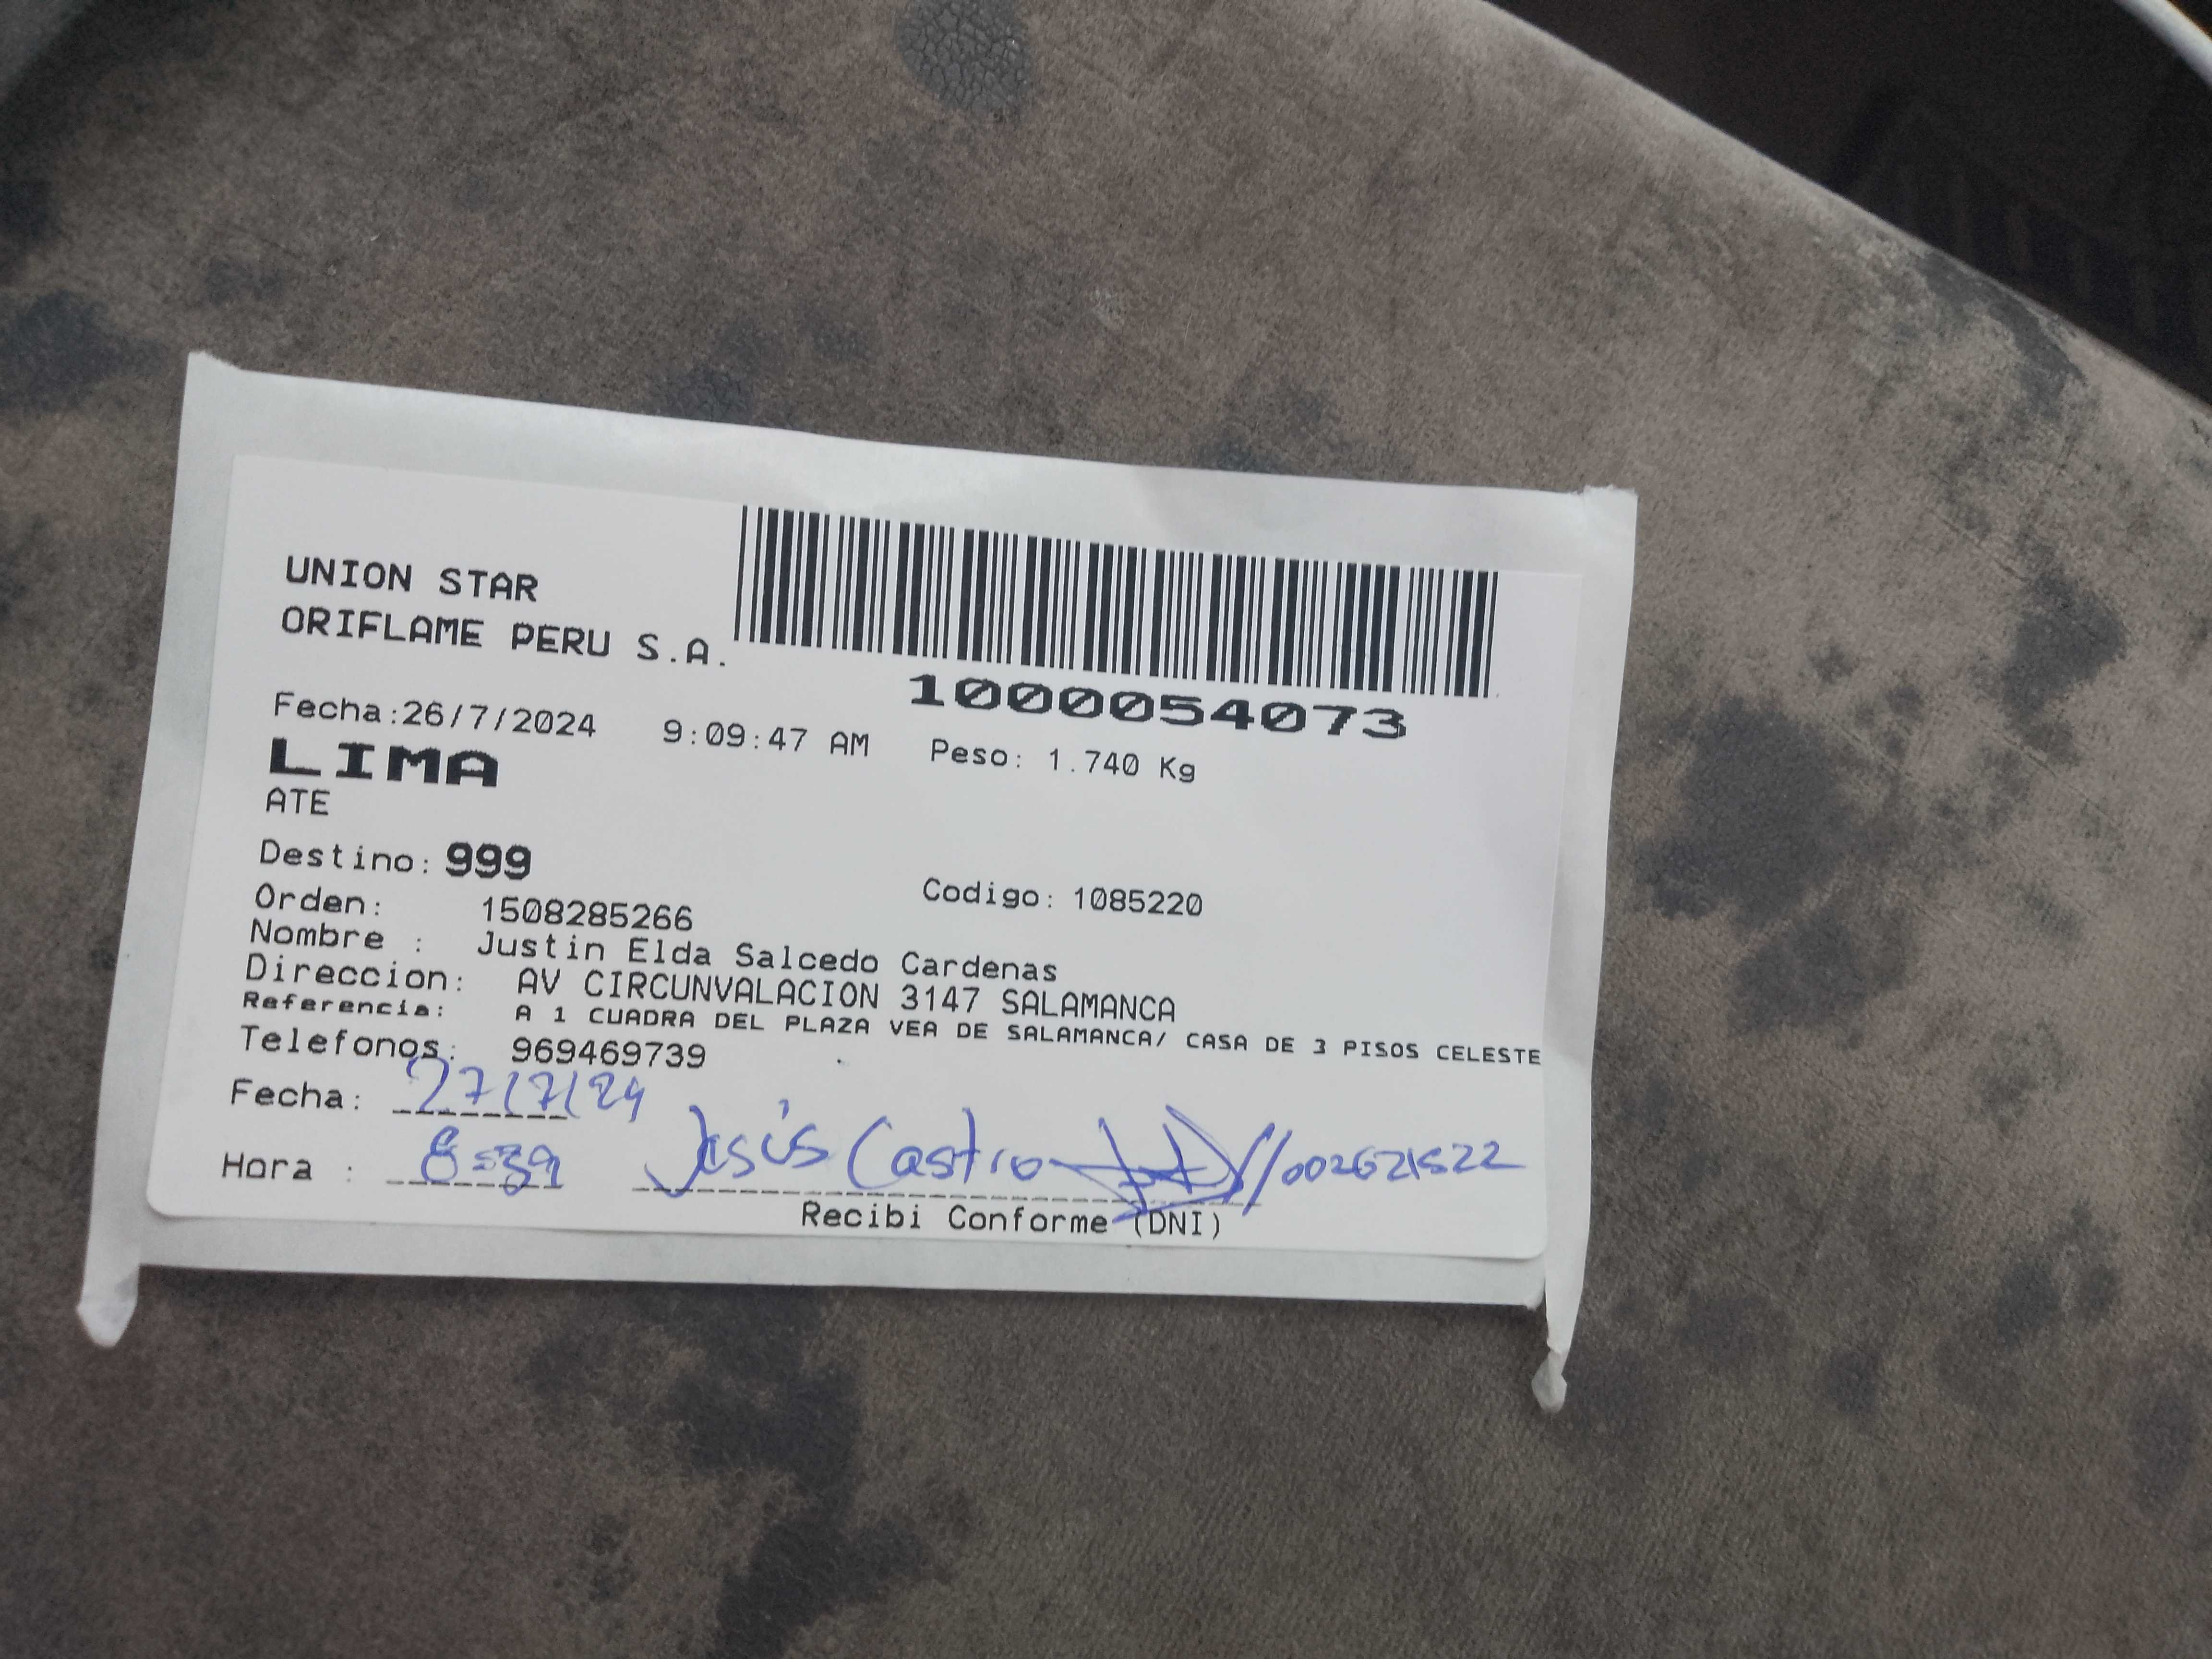 UNION STAR
ORIFLAME PERU S.A.
1000054073
Fecha:26/7/2024 9:09:47 AM Peso: 1.740 Kg
LIMA
ATE
Destino: 999
Codigo: 1085220
Orden: 1508285266
Nombre : Justin Elda Salcedo Cardenas
Direccion: AV CIRCUNVALACION 3147 SALAMANCA
Referencia: A 1 CUADRA DEL PLAZA VEA DE SALAMANCA/ CASA DE 3 PISOS CELESTE
Telefonos: 969469739
Fecha: 27/7/24
Hora : 8:39 Jesús Castro
Recibi Conforme (DNI)